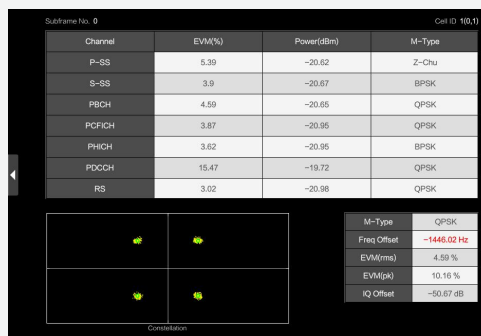 Subframe No. 0 Cell ID 1(0,1)
Channel EVM(%) Power(dBm) M-Type
P-SS 5.39 -20.62 Z-Chu
S-SS 3.9 -20.67 BPSK
PBCH 4.59 -20.65 QPSK
PCFICH 3.87 -20.95 QPSK
PHICH 3.62 -20.95 BPSK
PDCCH 15.47 -19.72 QPSK
RS 3.02 -20.98 QPSK
M-Type QPSK
Freq Offset -1446.02 Hz
EVM(rms) 4.59 %
EVM(pk) 10.16 %
IQ Offset -50.67 dB
Constellation